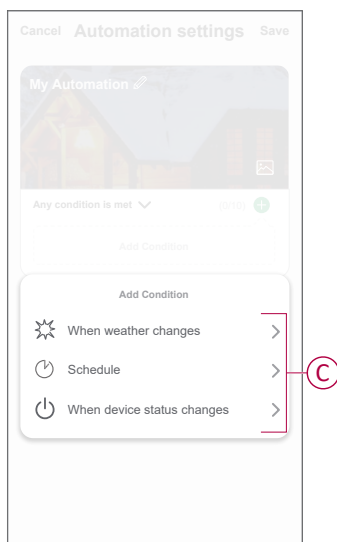 Cancel Automation settings Save
My Automation
Any condition is met (0/10)
Add Condition
Add Condition
When weather changes
Schedule
When device status changes
C